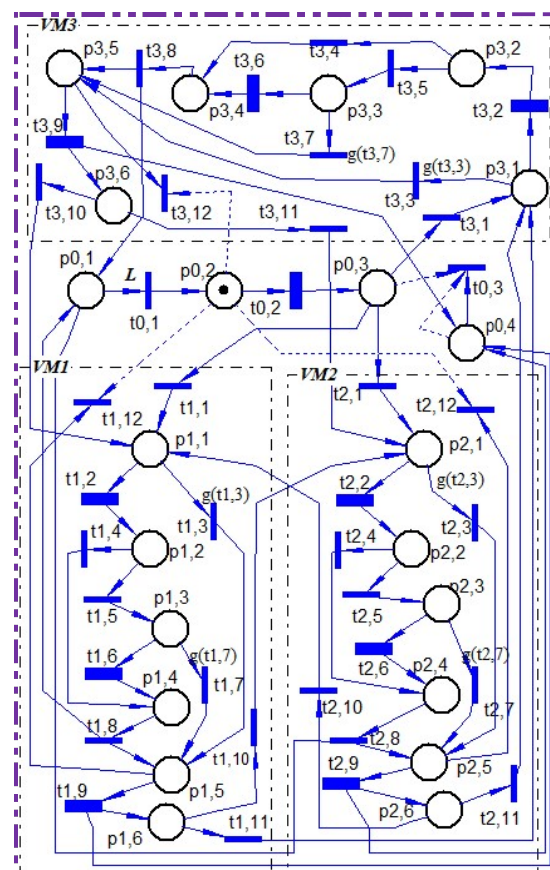 VM3
p3,5
t3,8
t3,6
t3,4
p3,2
t3,5
p3,4
p3,3
t3,2
t3,9
t3,7
g(t3,7)
g(t3,3)
p3,1
p3,6
t3,3
t3,10
t3,12
t3,11
t3,1
p0,1
L
p0,2
p0,3
t0,1
t0,2
t0,3
p0,4
VM1
VM2
t1,12
t1,1
t2,1
t2,12
p1,1
p2,1
t1,2
g(t1,3)
t2,2
g(t2,3)
t1,4
t1,3
t2,4
t2,3
p1,2
p2,2
t1,5
p1,3
t2,5
p2,3
t1,6
g(t1,7)
t2,6
g(t2,7)
p1,4
t1,7
p2,4
t2,7
t1,8
t2,10
t2,8
t1,10
p1,5
t2,9
p2,5
t1,9
p2,6
p1,6
t1,11
t2,11